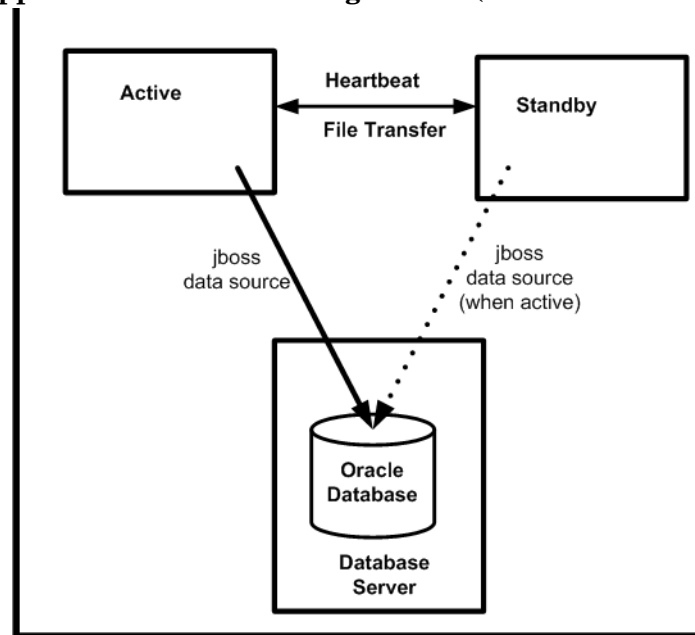 Active
Heartbeat
File Transfer
Standby
jboss
data source
jboss
data source
(when active)
Oracle
Database
Database
Server